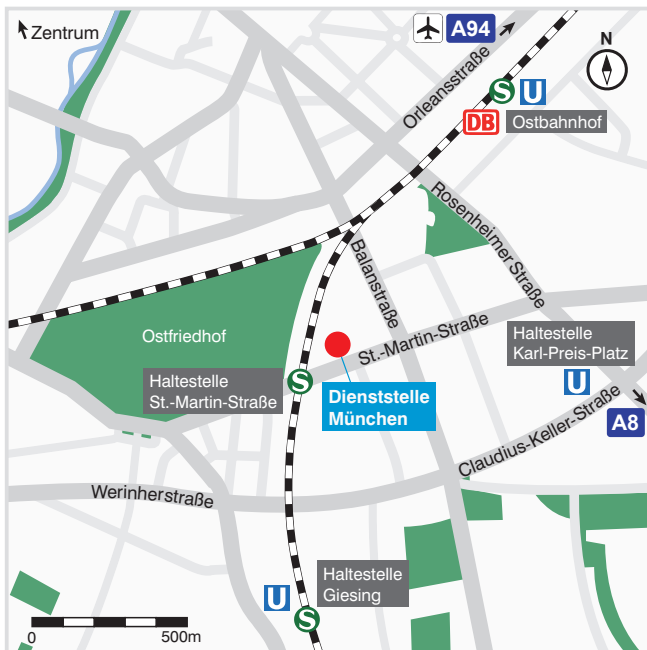 Zentrum
A94
N
Orleansstraße
S U
DB Ostbahnhof
Rosenheimer Straße
Balanstraße
Ostfriedhof
St.-Martin-Straße
Haltestelle
Karl-Preis-Platz
U
Haltestelle
St.-Martin-Straße
S
Dienststelle
München
A8
Claudius-Keller-Straße
Werinherstraße
Haltestelle
Giesing
U
S
0 500m